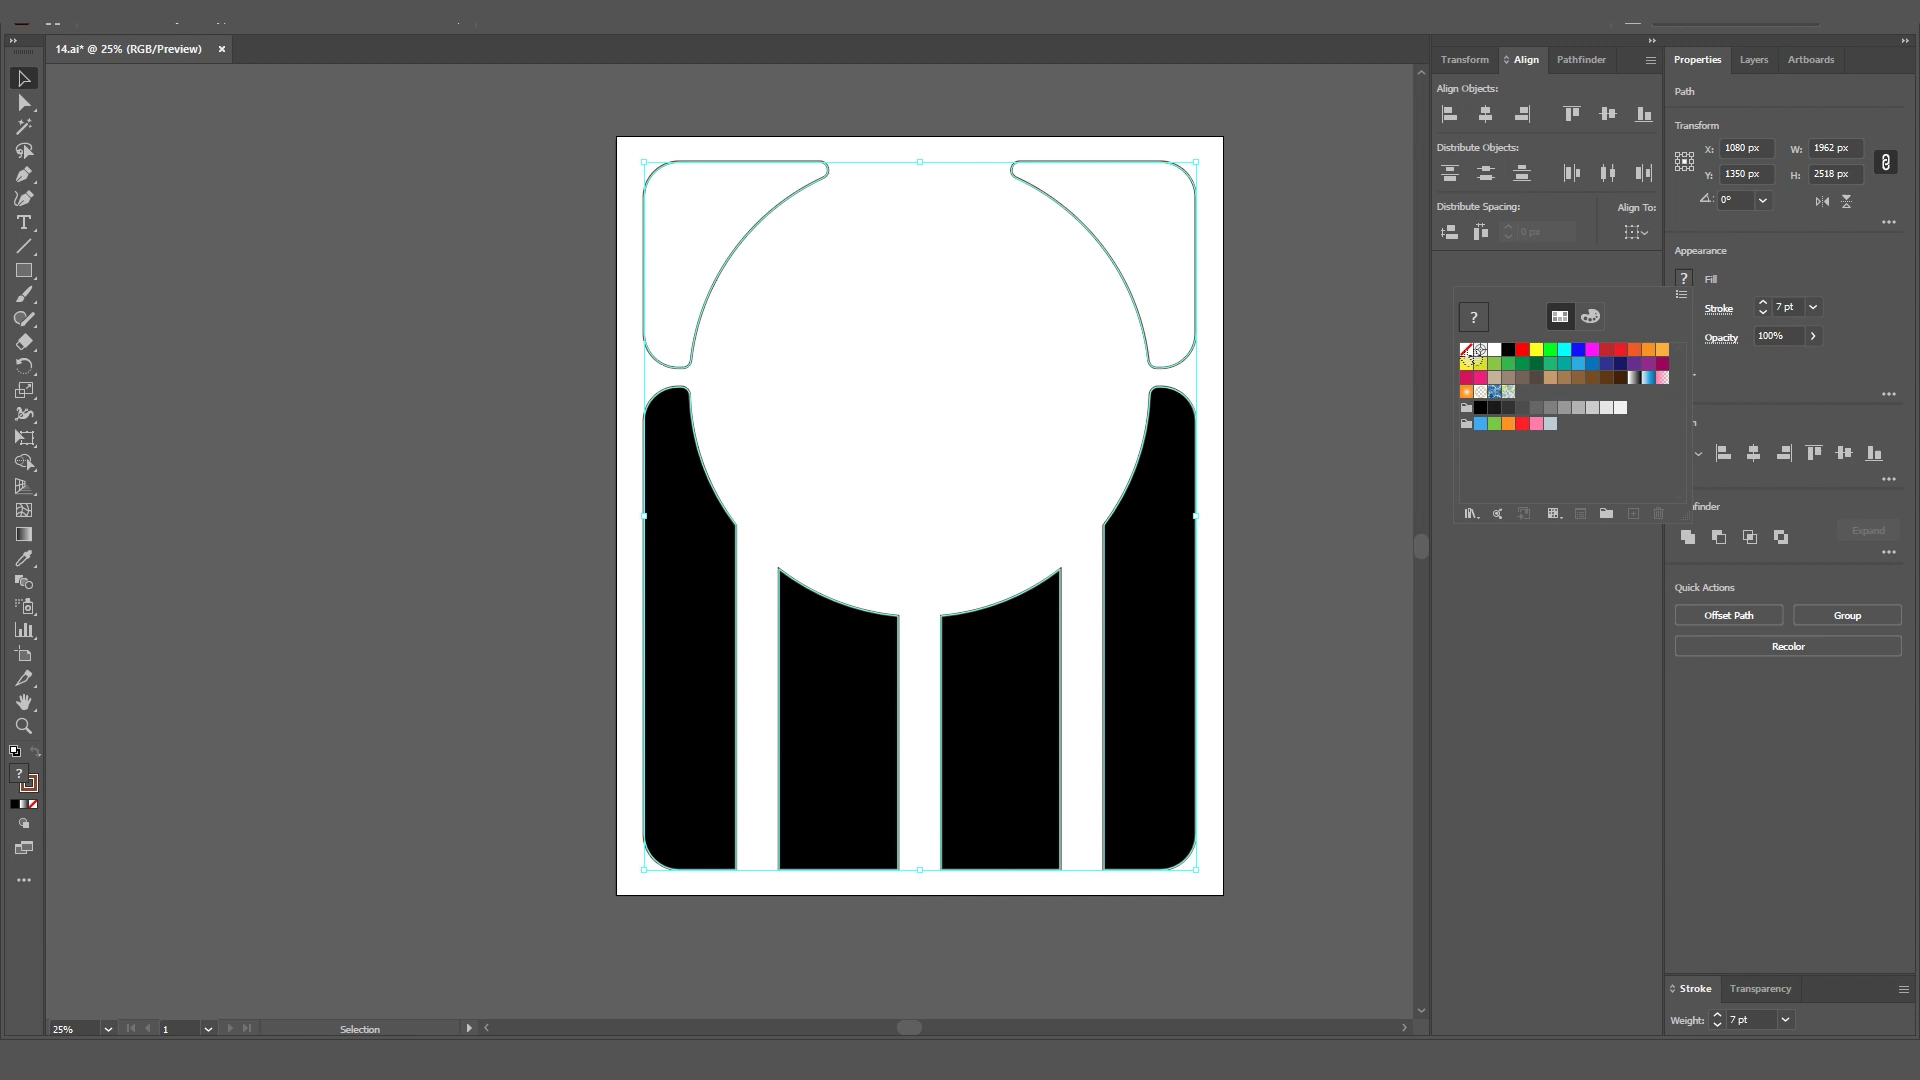 14.ai* @ 25% (RGB/Preview) ×
Transform Align Pathfinder
Properties Layers Artboards
Align Objects:
Distribute Objects:
Distribute Spacing: Align To:
0 px
Path
Transform
X: 1080 px W: 1962 px
Y: 1350 px H: 2518 px
0°
Appearance
? Fill
Stroke 7 pt
Opacity 100%
?
finder
Expand
Quick Actions
Offset Path Group
Recolor
?
Stroke Transparency
Weight: 7 pt
25% 1 Selection